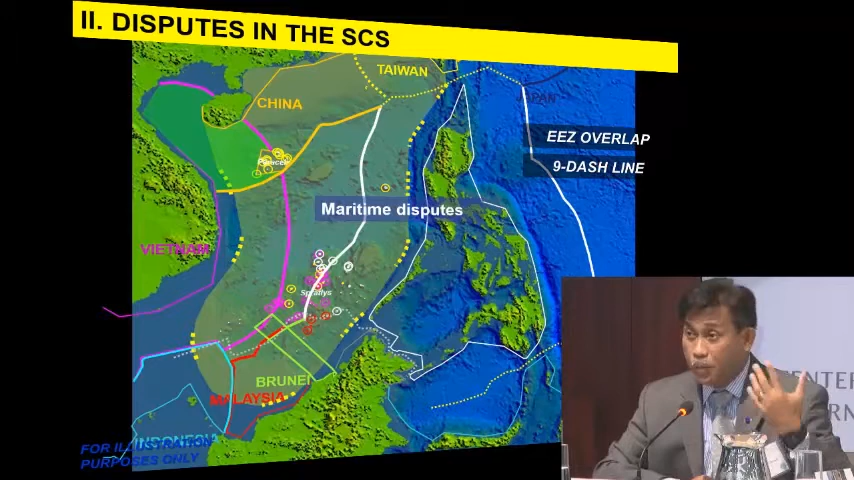 II. DISPUTES IN THE SCS
TAIWAN
CHINA
EEZ OVERLAP
9-DASH LINE
Maritime disputes
VIETNAM
Spratlys
BRUNEI
MALAYSIA
FOR ILLUSTRATION
PURPOSES ONLY